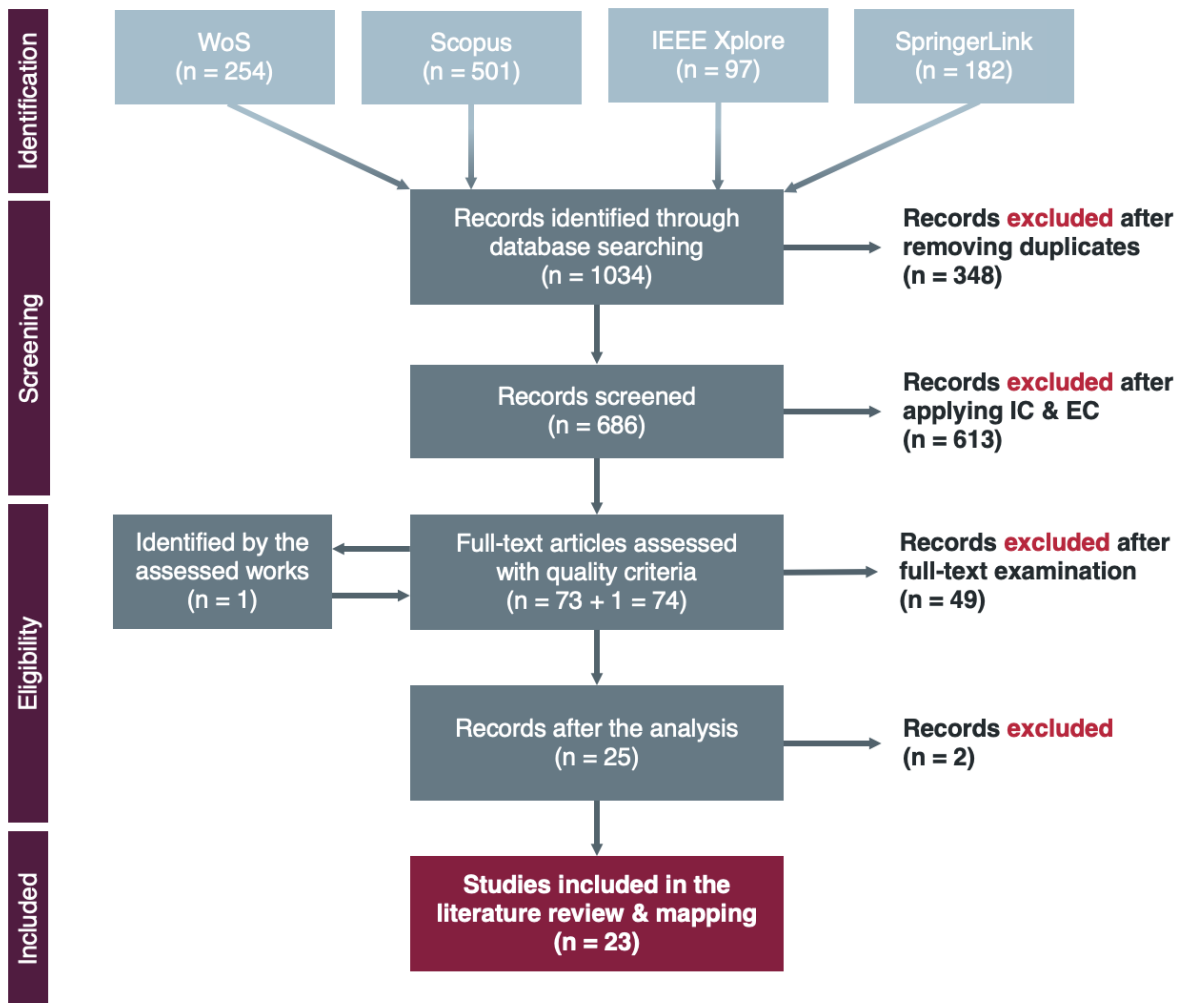 Identification
WoS
(n = 254)
Scopus
(n = 501)
IEEE Xplore
(n = 97)
SpringerLink
(n = 182)
Screening
Records identified through
database searching
(n = 1034)
Records excluded after
removing duplicates
(n = 348)
Records screened
(n = 686)
Records excluded after
applying IC & EC
(n = 613)
Eligibility
Identified by the
assessed works
(n = 1)
Full-text articles assessed
with quality criteria
(n = 73 + 1 = 74)
Records excluded after
full-text examination
(n = 49)
Records after the analysis
(n = 25)
Records excluded
(n = 2)
Included
Studies included in the
literature review & mapping
(n = 23)